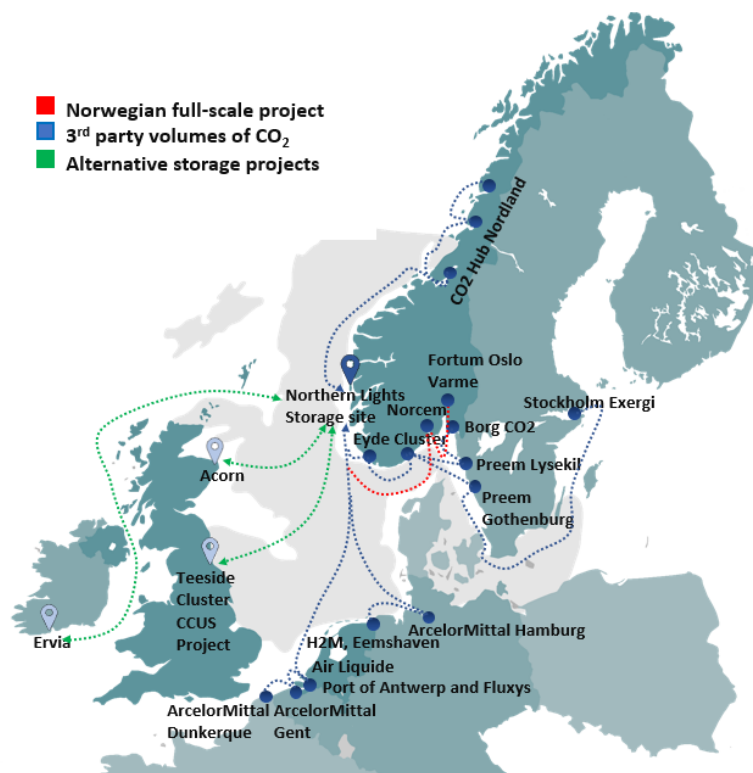 Norwegian full-scale project
3rd party volumes of CO2
Alternative storage projects
CO2 Hub Nordland
Fortum Oslo
Varme
Northern Lights
Storage site
Norcem
Stockholm Exergi
Borg CO2
Eyde Cluster
Preem Lysekil
Acorn
Preem
Gothenburg
Teeside
Cluster
CCUS
Project
Ervia
H2M, Eemshaven
ArcelorMittal Hamburg
Air Liquide
Port of Antwerp and Fluxys
ArcelorMittal
Dunkerque
ArcelorMittal
Gent